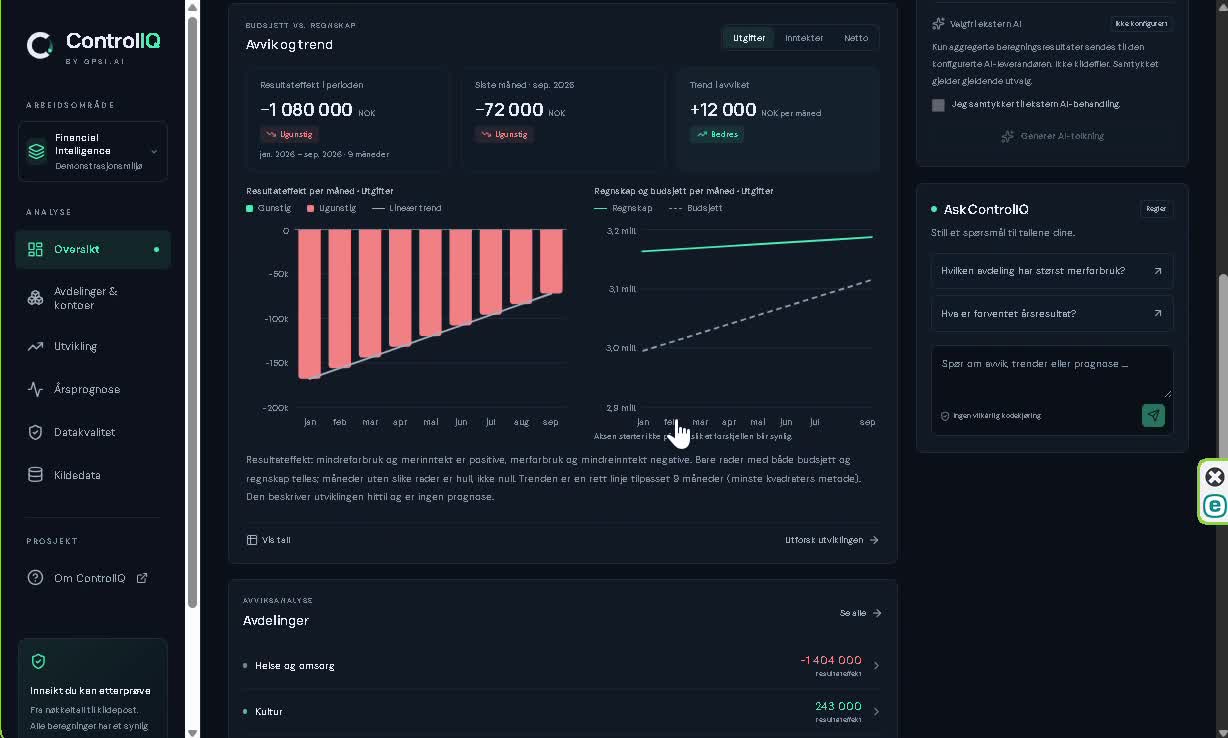 ControlIQ
BY GPSI.AI
ARBEIDSOMRÅDE
Financial
Intelligence
Demonstrasjonsmiljø
ANALYSE
Oversikt
Avdelinger &
kontoer
Utvikling
Årsprognose
Datakvalitet
Kildedata
PROSJEKT
Om ControlIQ
Innsikt du kan etterprøve
Fra nøkkeltall til kildepost.
Alle beregninger har et synlig
BUDSJETT VS. REGNSKAP
Avvik og trend
Utgifter
Inntekter
Netto
Resultateffekt i perioden
−1 080 000 NOK
Ugunstig
jan. 2026 – sep. 2026 · 9 måneder
Siste måned · sep. 2026
−72 000 NOK
Ugunstig
Trend i avviket
+12 000 NOK per måned
Bedres
Resultateffekt per måned · Utgifter
Gunstig
Ugunstig
Lineær trend
0
-50k
-100k
-150k
-200k
jan feb mar apr mai jun jul aug sep
Regnskap og budsjett per måned · Utgifter
Regnskap
Budsjett
3,2 mill
3,1 mill
3,0 mill
2,9 mill
jan mar apr mai jun jul sep
Aksen starter ikke slik at forskjellen blir synlig.
Resultateffekt: mindreforbruk og merinntekt er positive, merforbruk og mindreinntekt negative. Bare rader med både budsjett og
regnskap telles; måneder uten slike rader er hull, ikke null. Trenden er en rett linje tilpasset 9 måneder (minste kvadraters metode).
Den beskriver utviklingen hittil og er ingen prognose.
Vis tall
Utforsk utviklingen
AVVIKSANALYSE
Avdelinger
Se alle
Helse og omsorg
-1 404 000
resultateffekt
Kultur
243 000
resultateffekt
Valgfri ekstern AI
Ikke konfigurert
Kun aggregerte beregningsresultater sendes til den
konfigurerte AI-leverandøren, ikke kildefiler. Samtykket
gjelder gjeldende utvalg.
Jeg samtykker til ekstern AI-behandling.
Generer AI-tolkning
Ask ControlIQ
Regler
Still et spørsmål til tallene dine.
Hvilken avdeling har størst merforbruk?
Hva er forventet årsresultat?
Spør om avvik, trender eller prognose …
Ingen vilkårlig kodekjøring